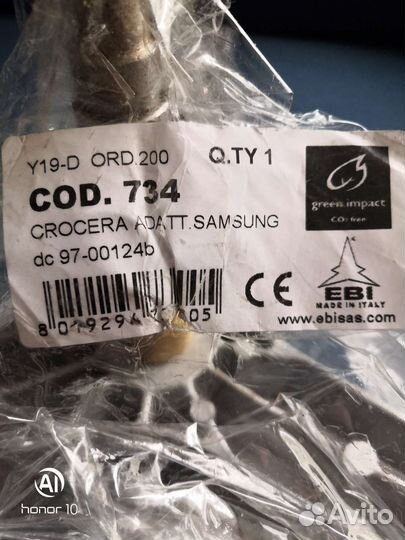 Y19-D ORD.200 Q.TY 1
COD. 734
CROCERA ADATT.SAMSUNG
dc 97-00124b
green impact
CO2 free
CE
EBI
MADE IN ITALY
www.ebisas.com
AI
honor 10
Avito